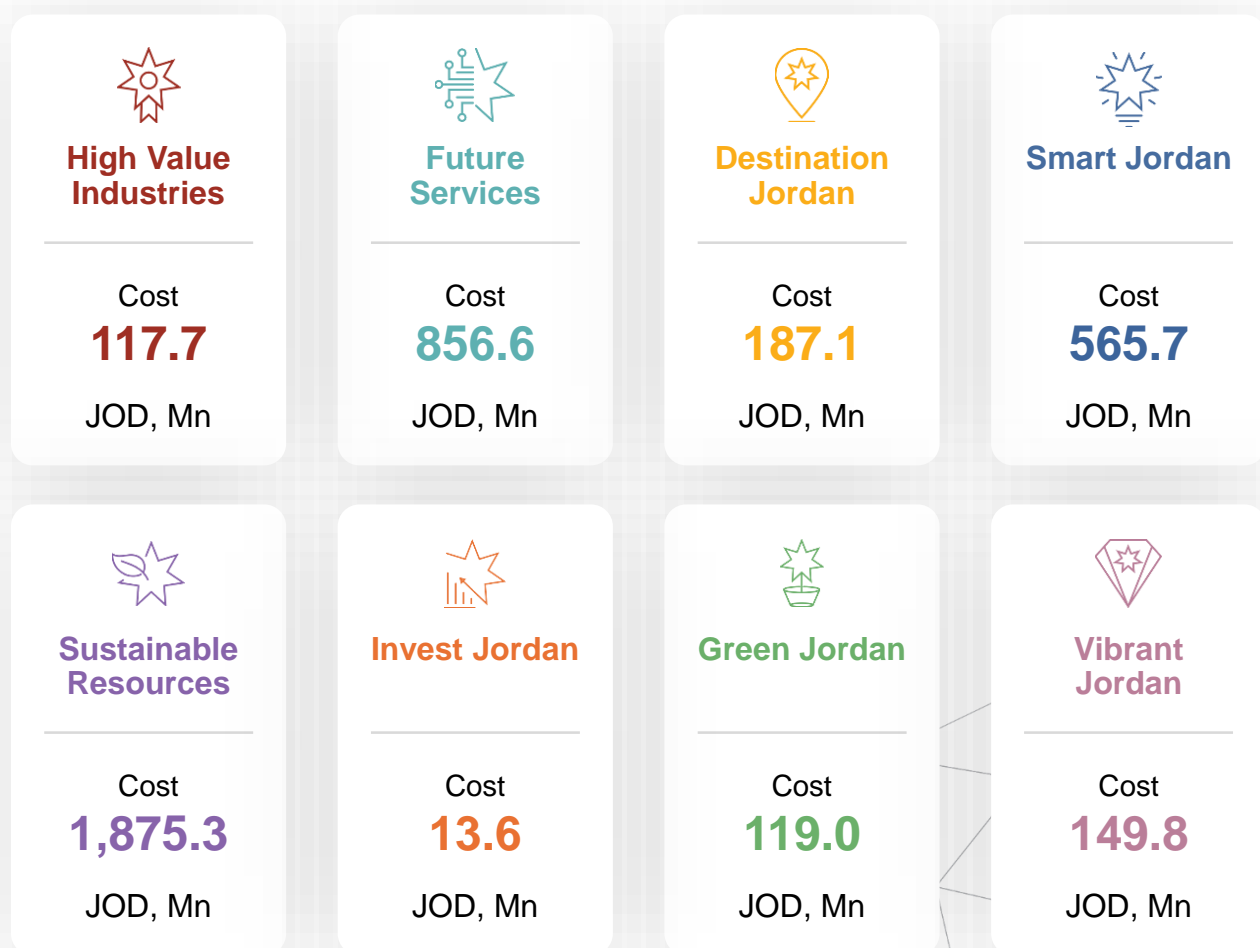 High Value
Industries
Cost
117.7
JOD, Mn
Future
Services
Cost
856.6
JOD, Mn
Destination
Jordan
Cost
187.1
JOD, Mn
Smart Jordan
Cost
565.7
JOD, Mn
Sustainable
Resources
Cost
1,875.3
JOD, Mn
Invest Jordan
Cost
13.6
JOD, Mn
Green Jordan
Cost
119.0
JOD, Mn
Vibrant
Jordan
Cost
149.8
JOD, Mn